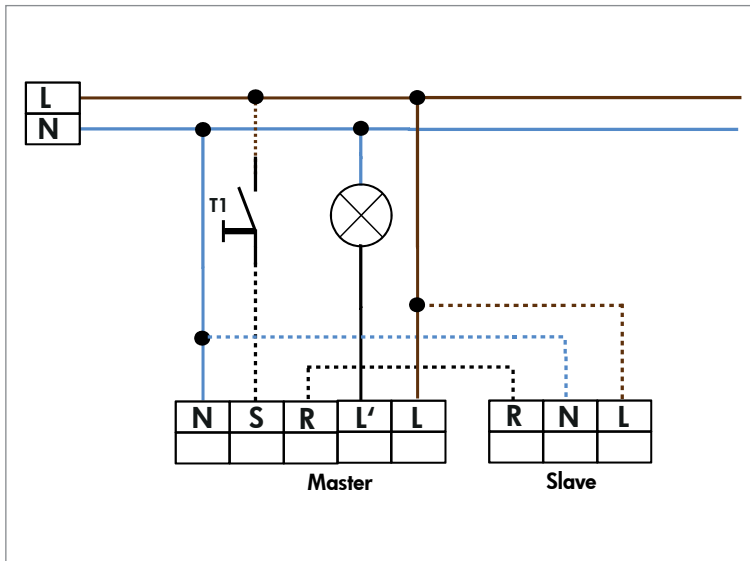 L
N
T1
N S R L‘ L
R N L
Master
Slave